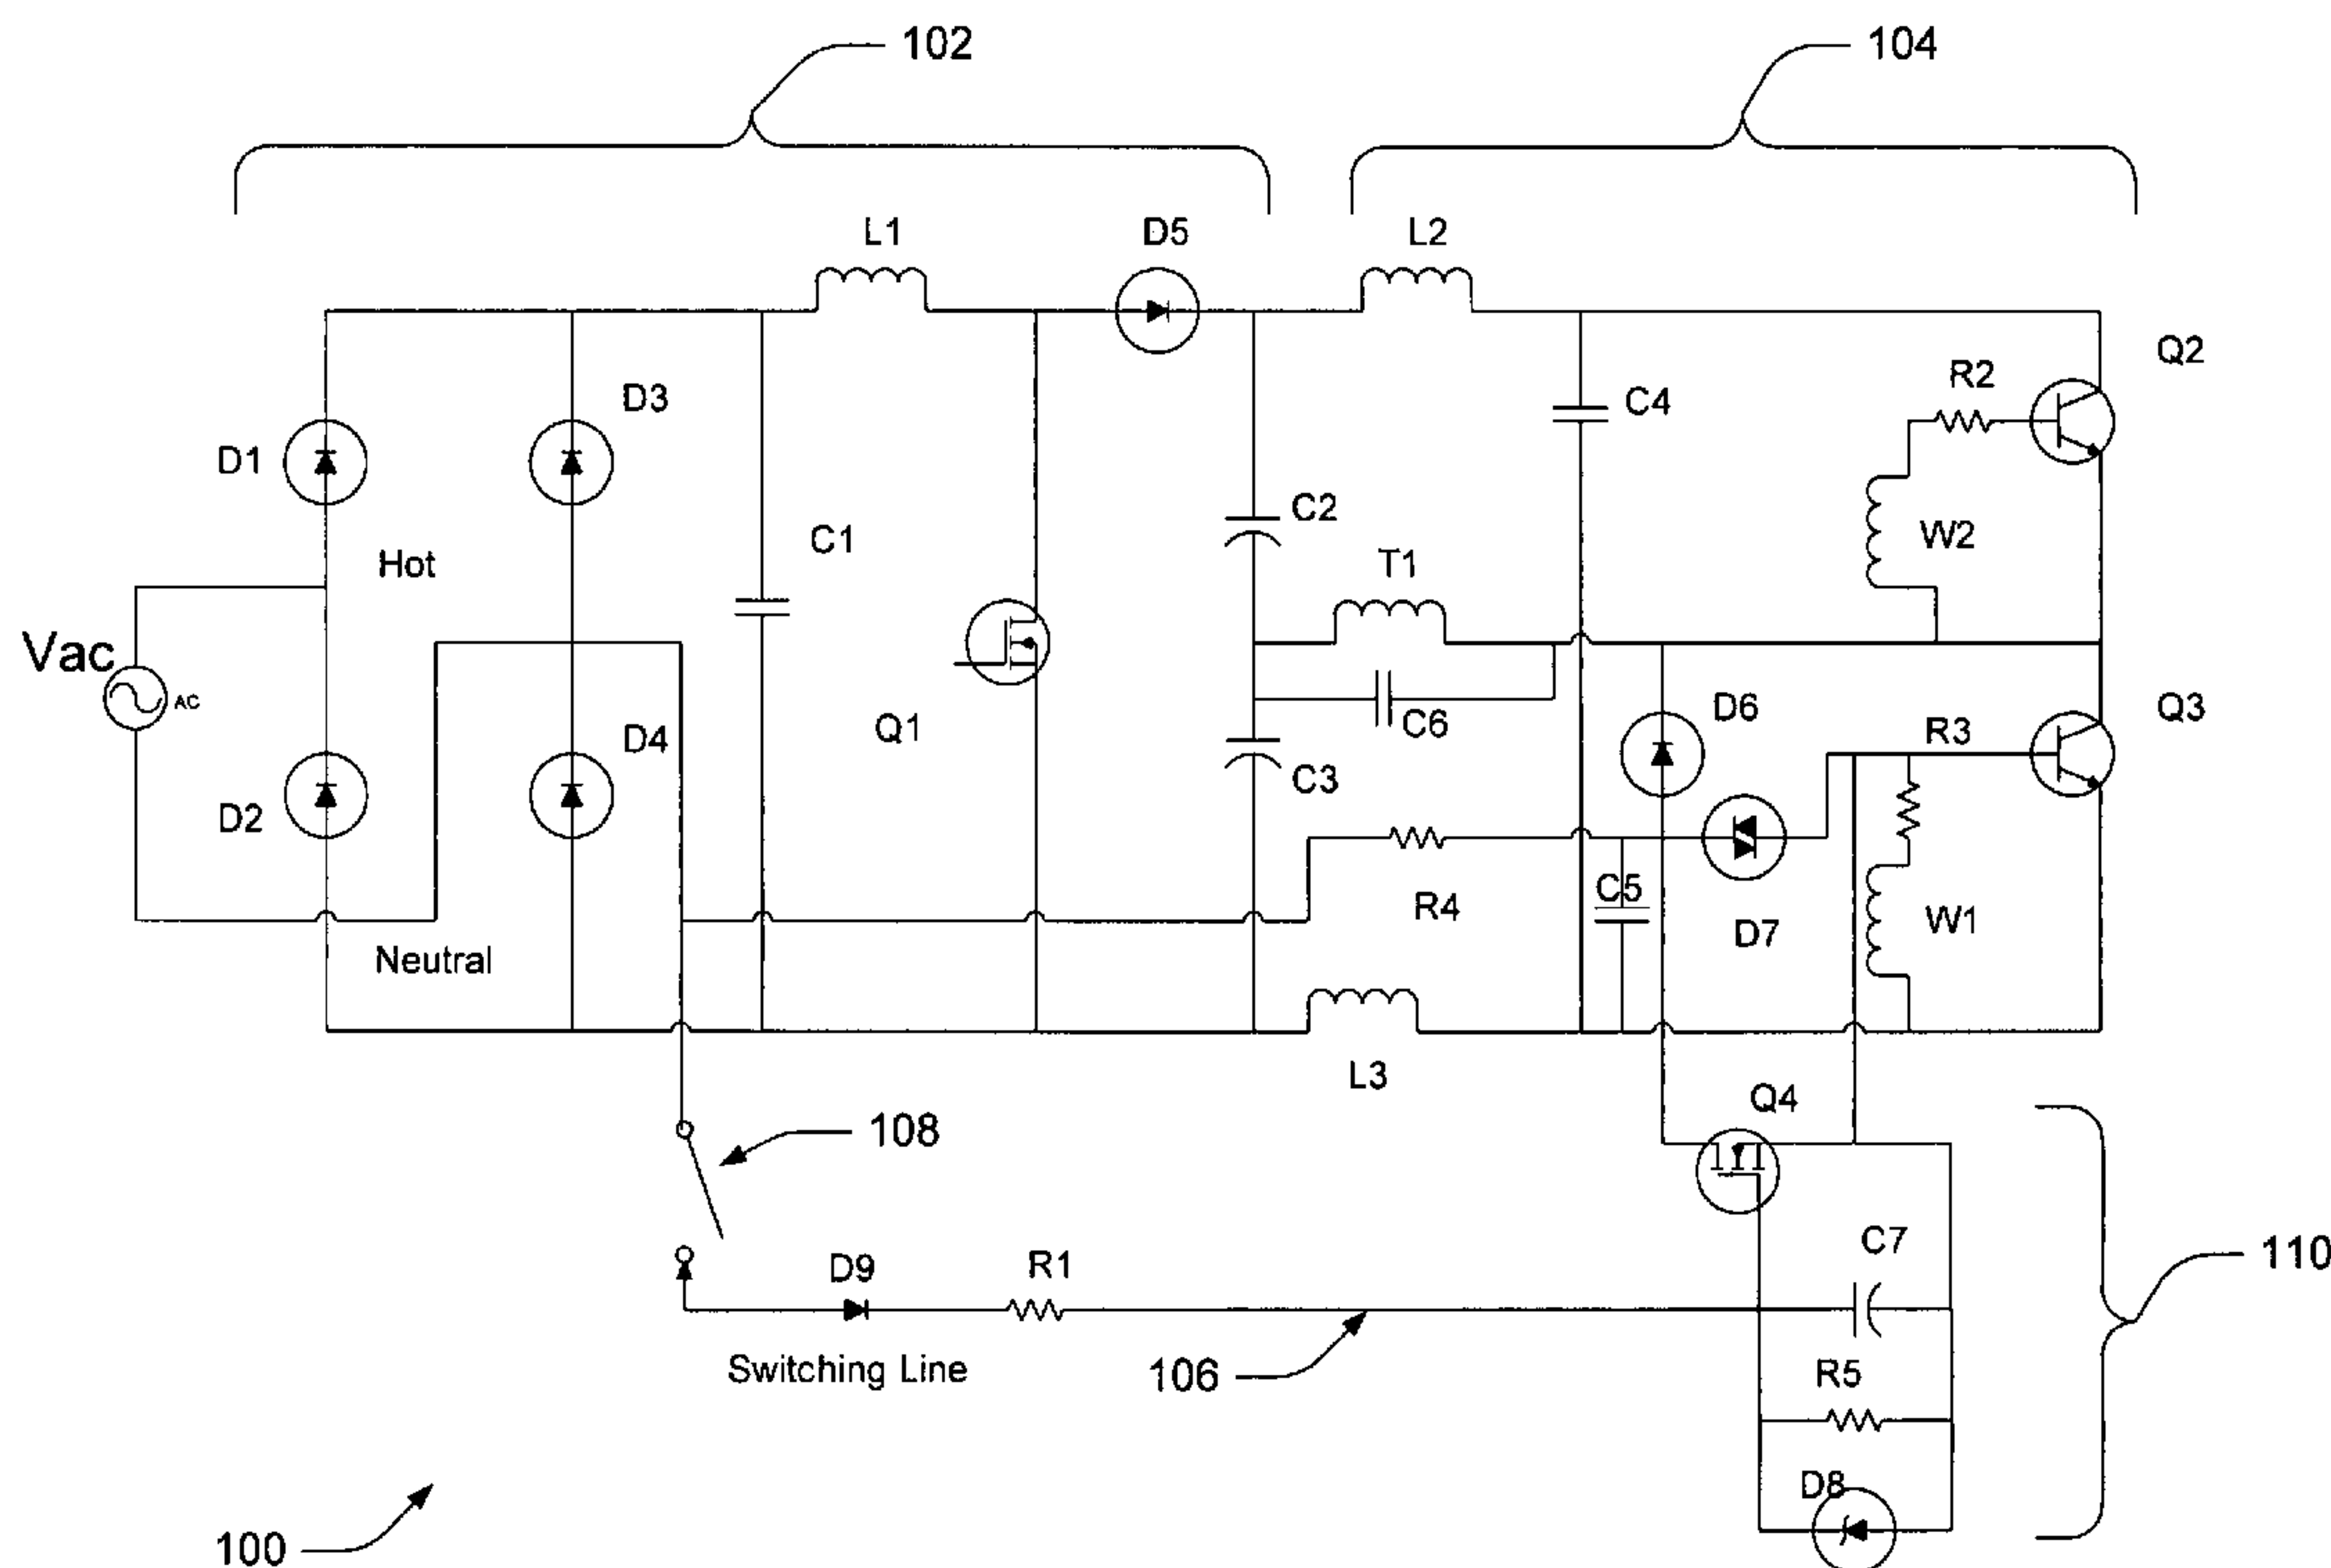 102
104
L1
D5
L2
Q2
R2
D3
C4
D1
C2
C1
W2
Hot
T1
Vac
AC
D6
Q3
Q1
C6
R3
D4
C3
D2
C5
R4
D7
W1
Neutral
L3
Q4
108
C7
110
D9
R1
Switching Line
106
R5
D8
100